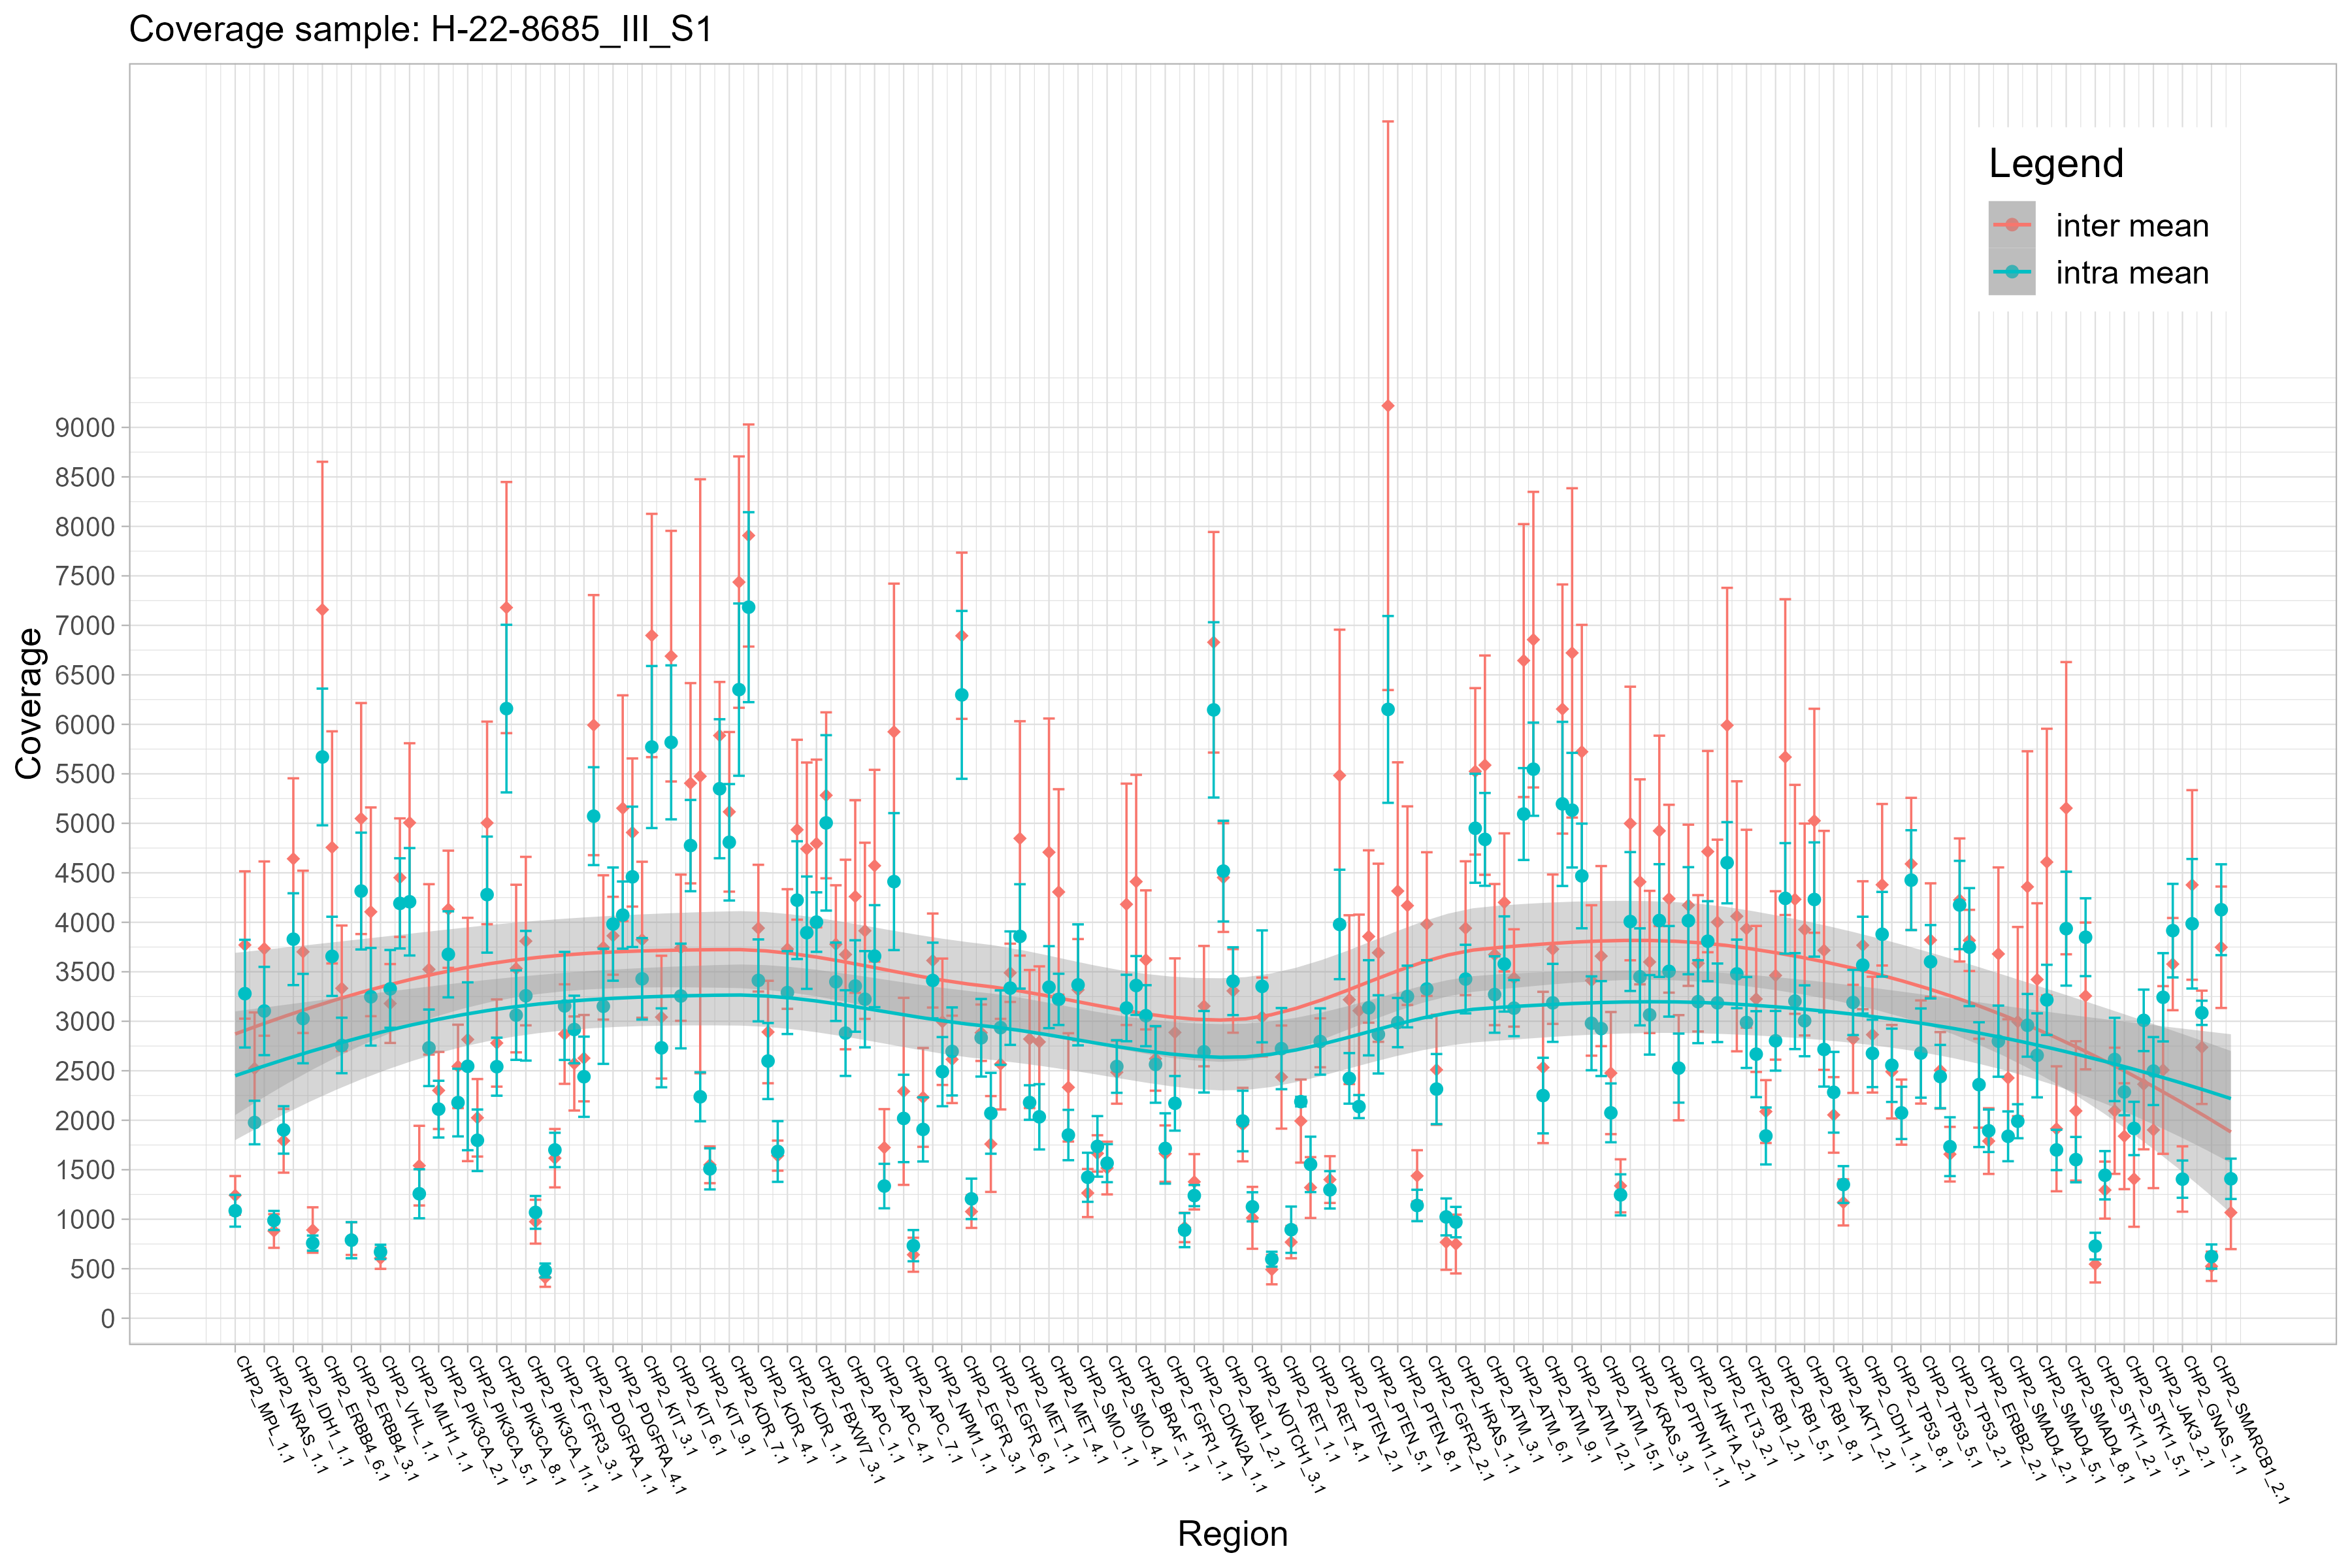 Coverage sample: H-22-8685_III_S1
Legend
inter mean
intra mean
Coverage
9000
8500
8000
7500
7000
6500
6000
5500
5000
4500
4000
3500
3000
2500
2000
1500
1000
500
0
CHP2_MPL_1.1
CHP2_NRAS_1.1
CHP2_IDH1_1.1
CHP2_ERBB4_6.1
CHP2_ERBB4_3.1
CHP2_VHL_1.1
CHP2_MLH1_1.1
CHP2_PIK3CA_2.1
CHP2_PIK3CA_5.1
CHP2_PIK3CA_8.1
CHP2_PIK3CA_11.1
CHP2_FGFR3_3.1
CHP2_PDGFRA_1.1
CHP2_PDGFRA_4.1
CHP2_KIT_3.1
CHP2_KIT_6.1
CHP2_KIT_9.1
CHP2_KDR_7.1
CHP2_KDR_4.1
CHP2_KDR_1.1
CHP2_FBXW7_3.1
CHP2_APC_1.1
CHP2_APC_4.1
CHP2_APC_7.1
CHP2_NPM1_1.1
CHP2_EGFR_3.1
CHP2_EGFR_6.1
CHP2_MET_1.1
CHP2_MET_4.1
CHP2_SMO_1.1
CHP2_SMO_4.1
CHP2_BRAF_1.1
CHP2_FGFR1_1.1
CHP2_CDKN2A_1.1
CHP2_ABL1_2.1
CHP2_NOTCH1_3.1
CHP2_RET_1.1
CHP2_RET_4.1
CHP2_PTEN_2.1
CHP2_PTEN_5.1
CHP2_PTEN_8.1
CHP2_FGFR2_2.1
CHP2_HRAS_1.1
CHP2_ATM_3.1
CHP2_ATM_6.1
CHP2_ATM_9.1
CHP2_ATM_12.1
CHP2_ATM_15.1
CHP2_KRAS_3.1
CHP2_PTPN11_1.1
CHP2_HNF1A_2.1
CHP2_FLT3_2.1
CHP2_RB1_2.1
CHP2_RB1_5.1
CHP2_RB1_8.1
CHP2_AKT1_2.1
CHP2_CDH1_1.1
CHP2_TP53_8.1
CHP2_TP53_5.1
CHP2_TP53_2.1
CHP2_ERBB2_2.1
CHP2_SMAD4_2.1
CHP2_SMAD4_5.1
CHP2_SMAD4_8.1
CHP2_STK11_2.1
CHP2_STK11_5.1
CHP2_JAK3_2.1
CHP2_GNAS_1.1
CHP2_SMARCB1_2.1
Region